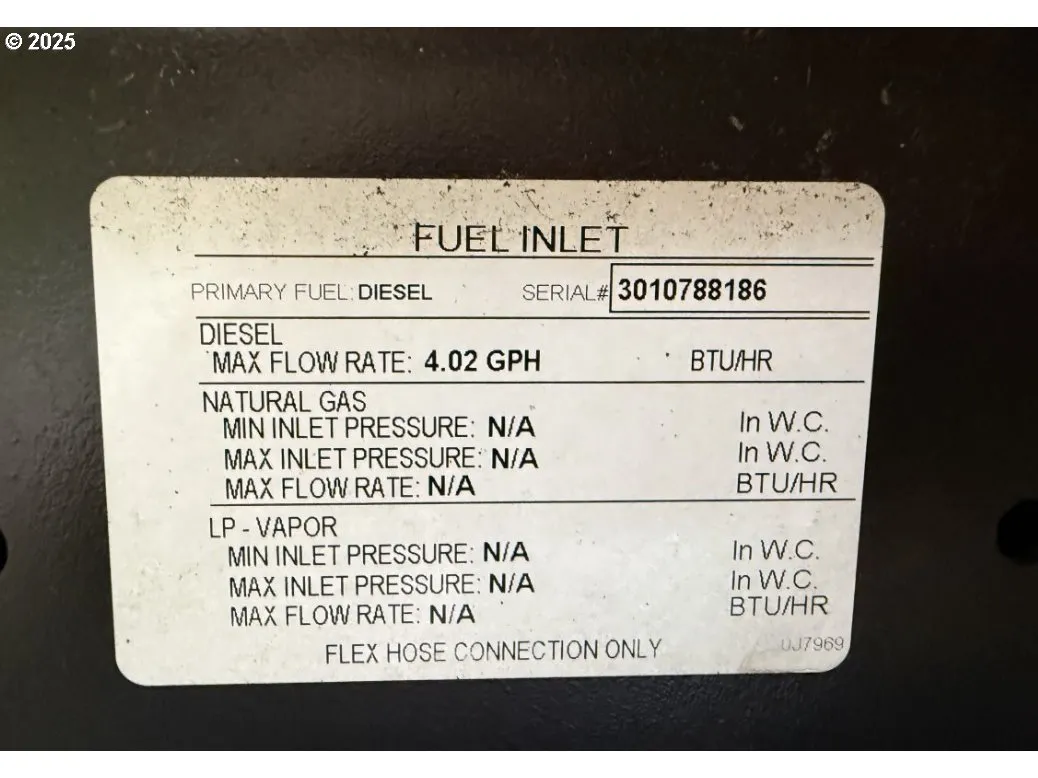 © 2025
FUEL INLET
PRIMARY FUEL: DIESEL SERIAL# 3010788186
DIESEL
MAX FLOW RATE: 4.02 GPH BTU/HR
NATURAL GAS
MIN INLET PRESSURE: N/A In W.C.
MAX INLET PRESSURE: N/A In W.C.
MAX FLOW RATE: N/A BTU/HR
LP - VAPOR
MIN INLET PRESSURE: N/A In W.C.
MAX INLET PRESSURE: N/A In W.C.
MAX FLOW RATE: N/A BTU/HR
FLEX HOSE CONNECTION ONLY UJ7969